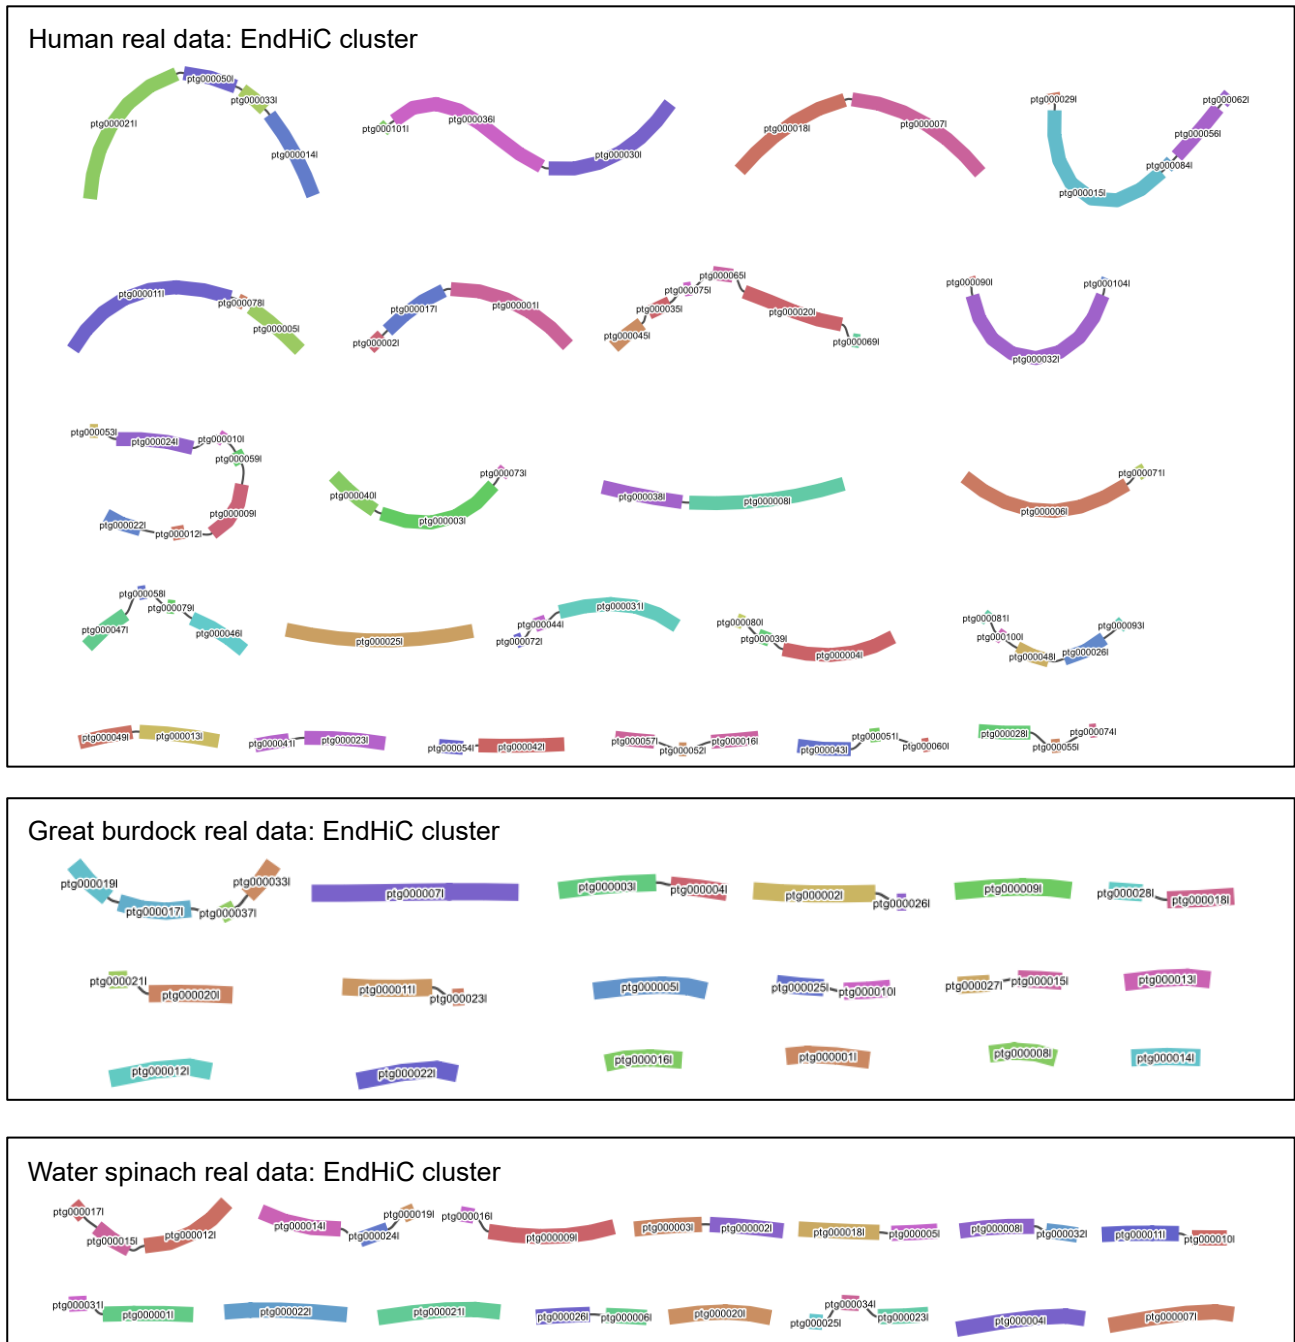 Human real data: EndHiC cluster
ptg000021l
ptg000050l
ptg000033l
ptg000014l
ptg000101l
ptg000036l
ptg000030l
ptg000018l
ptg000007l
ptg000029l
ptg000062l
ptg000056l
ptg000084l
ptg000015l
ptg000011l
ptg000078l
ptg000005l
ptg000002l
ptg000017l
ptg000001l
ptg000045l
ptg000035l
ptg000075l
ptg000065l
ptg000020l
ptg000069l
ptg000090l
ptg000104l
ptg000032l
ptg000053l
ptg000024l
ptg000010l
ptg000059l
ptg000009l
ptg000012l
ptg000022l
ptg000040l
ptg000003l
ptg000073l
ptg000038l
ptg000008l
ptg000006l
ptg000071l
ptg000047l
ptg000058l
ptg000079l
ptg000046l
ptg000025l
ptg000072l
ptg000044l
ptg000031l
ptg000080l
ptg000039l
ptg000004l
ptg000081l
ptg000100l
ptg000048l
ptg000026l
ptg000093l
ptg000049l
ptg000013l
ptg000041l
ptg000023l
ptg000054l
ptg000042l
ptg000057l
ptg000052l
ptg000016l
ptg000043l
ptg000051l
ptg000060l
ptg000028l
ptg000055l
ptg000074l
Great burdock real data: EndHiC cluster
ptg000019l
ptg000017l
ptg000037l
ptg000033l
ptg000007l
ptg000003l
ptg000004l
ptg000002l
ptg000026l
ptg000009l
ptg000028l
ptg000018l
ptg000021l
ptg000020l
ptg000011l
ptg000023l
ptg000005l
ptg000025l
ptg000010l
ptg000027l
ptg000015l
ptg000013l
ptg000012l
ptg000022l
ptg000016l
ptg000001l
ptg000008l
ptg000014l
Water spinach real data: EndHiC cluster
ptg000017l
ptg000015l
ptg000012l
ptg000014l
ptg000024l
ptg000019l
ptg000016l
ptg000009l
ptg000003l
ptg000002l
ptg000018l
ptg000005l
ptg000008l
ptg000032l
ptg000011l
ptg000010l
ptg000031l
ptg000001l
ptg000022l
ptg000021l
ptg000026l
ptg000006l
ptg000020l
ptg000025l
ptg000034l
ptg000023l
ptg000004l
ptg000007l